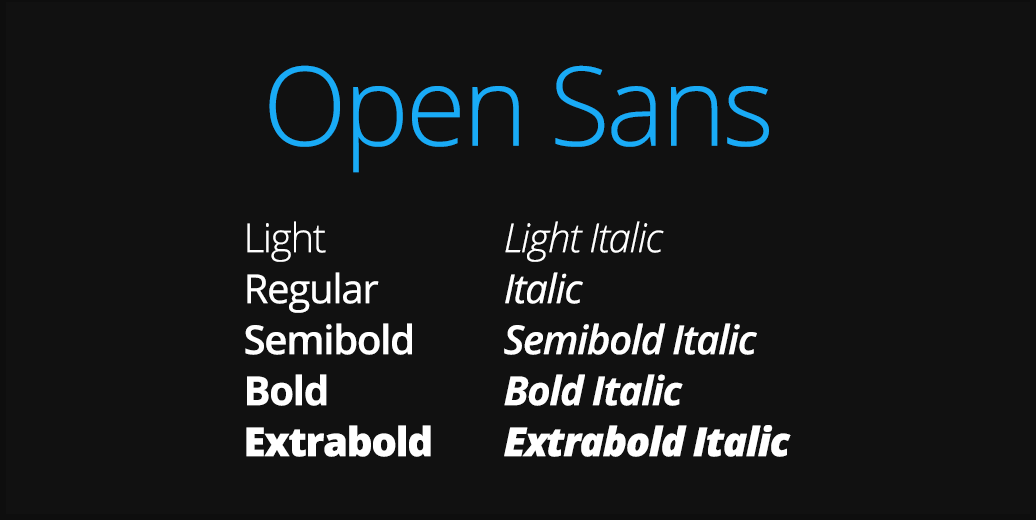 Open Sans
Light
Light Italic
Regular
Italic
Semibold
Semibold Italic
Bold
Bold Italic
Extrabold
Extrabold Italic